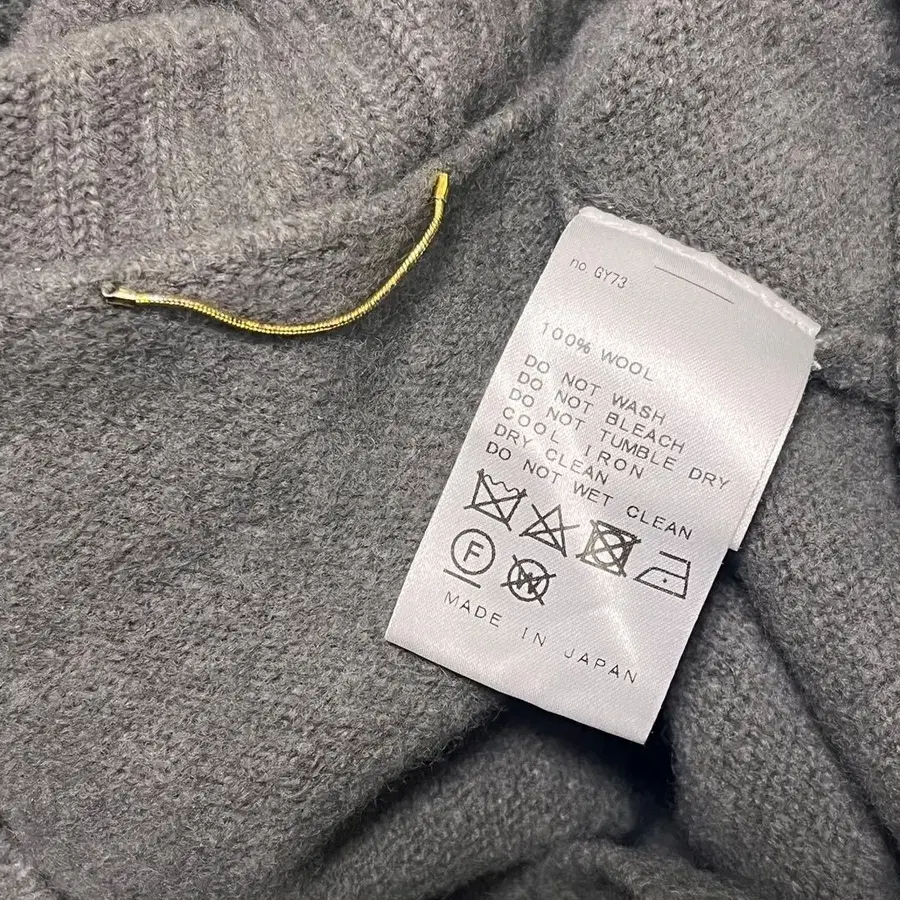 no. GY73
100% WOOL
DO NOT WASH
DO NOT BLEACH
DO NOT TUMBLE DRY
COOL IRON
DRY CLEAN
DO NOT WET CLEAN
F W
MADE IN JAPAN